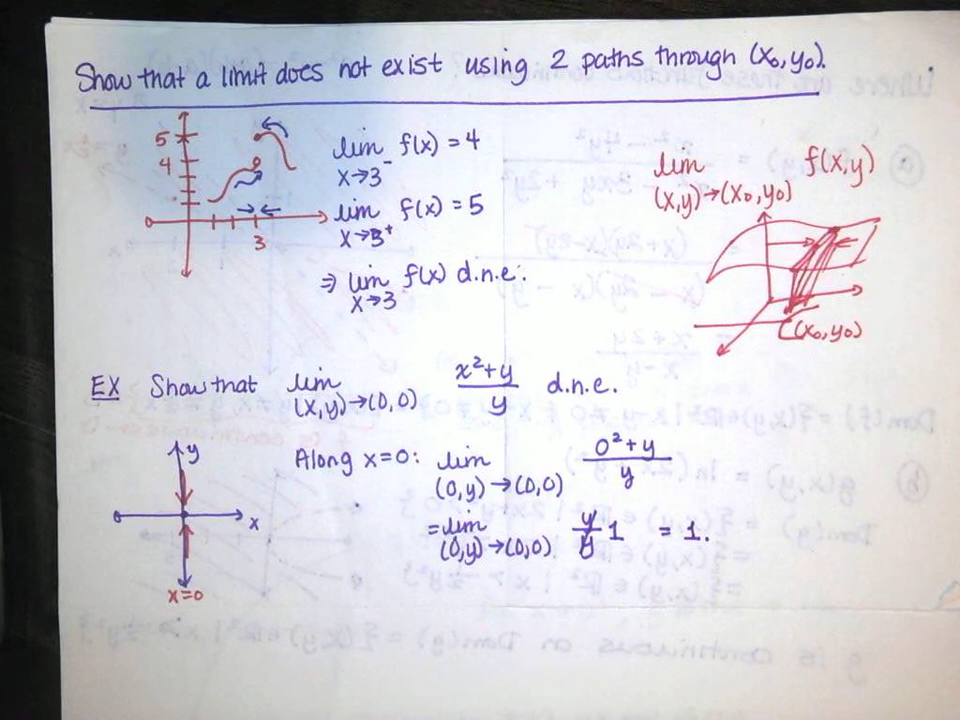 Show that a limit does not exist using 2 paths through (x₀,y₀).
5
4
3
lim f(x) = 4
x→3⁻
lim f(x) = 5
x→3⁺
⇒ lim f(x) d.n.e.
x→3
lim f(x,y)
(x,y)→(x₀,y₀)
(x₀,y₀)
EX Show that lim x²+y / y d.n.e.
(x,y)→(0,0)
y
x
x=0
Along x=0: lim 0²+y / y
(0,y)→(0,0)
= lim y/y 1 = 1.
(0,y)→(0,0)